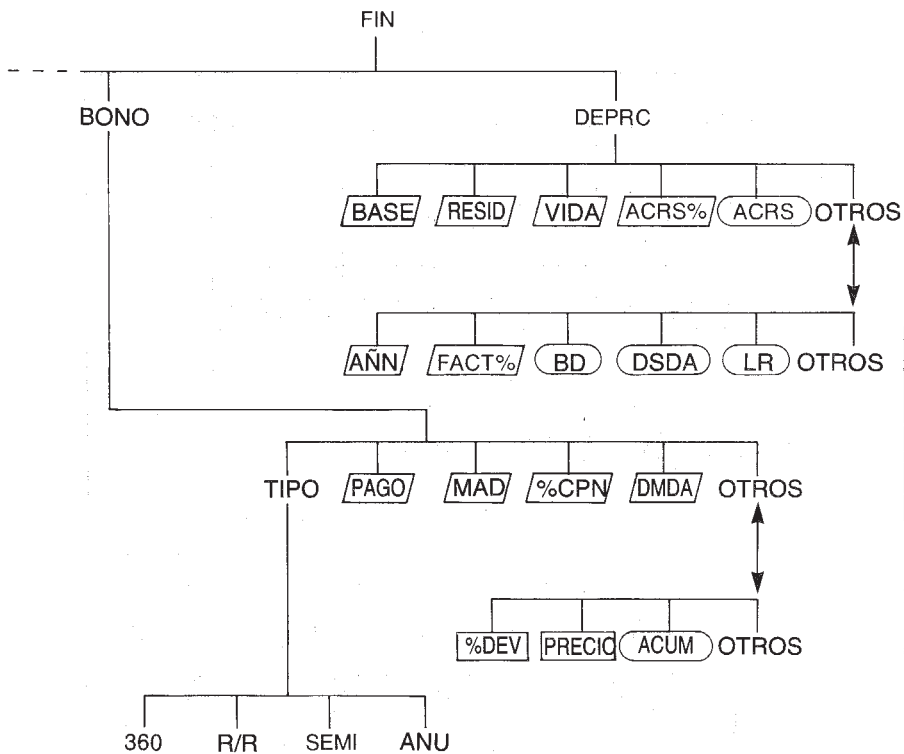 FIN
BONO DEPRC
BASE RESID VIDA ACRS% ACRS OTROS
AÑN FACT% BD DSDA LR OTROS
TIPO PAGO MAD %CPN DMDA OTROS
%DEV PRECIO ACUM OTROS
360 R/R SEMI ANU